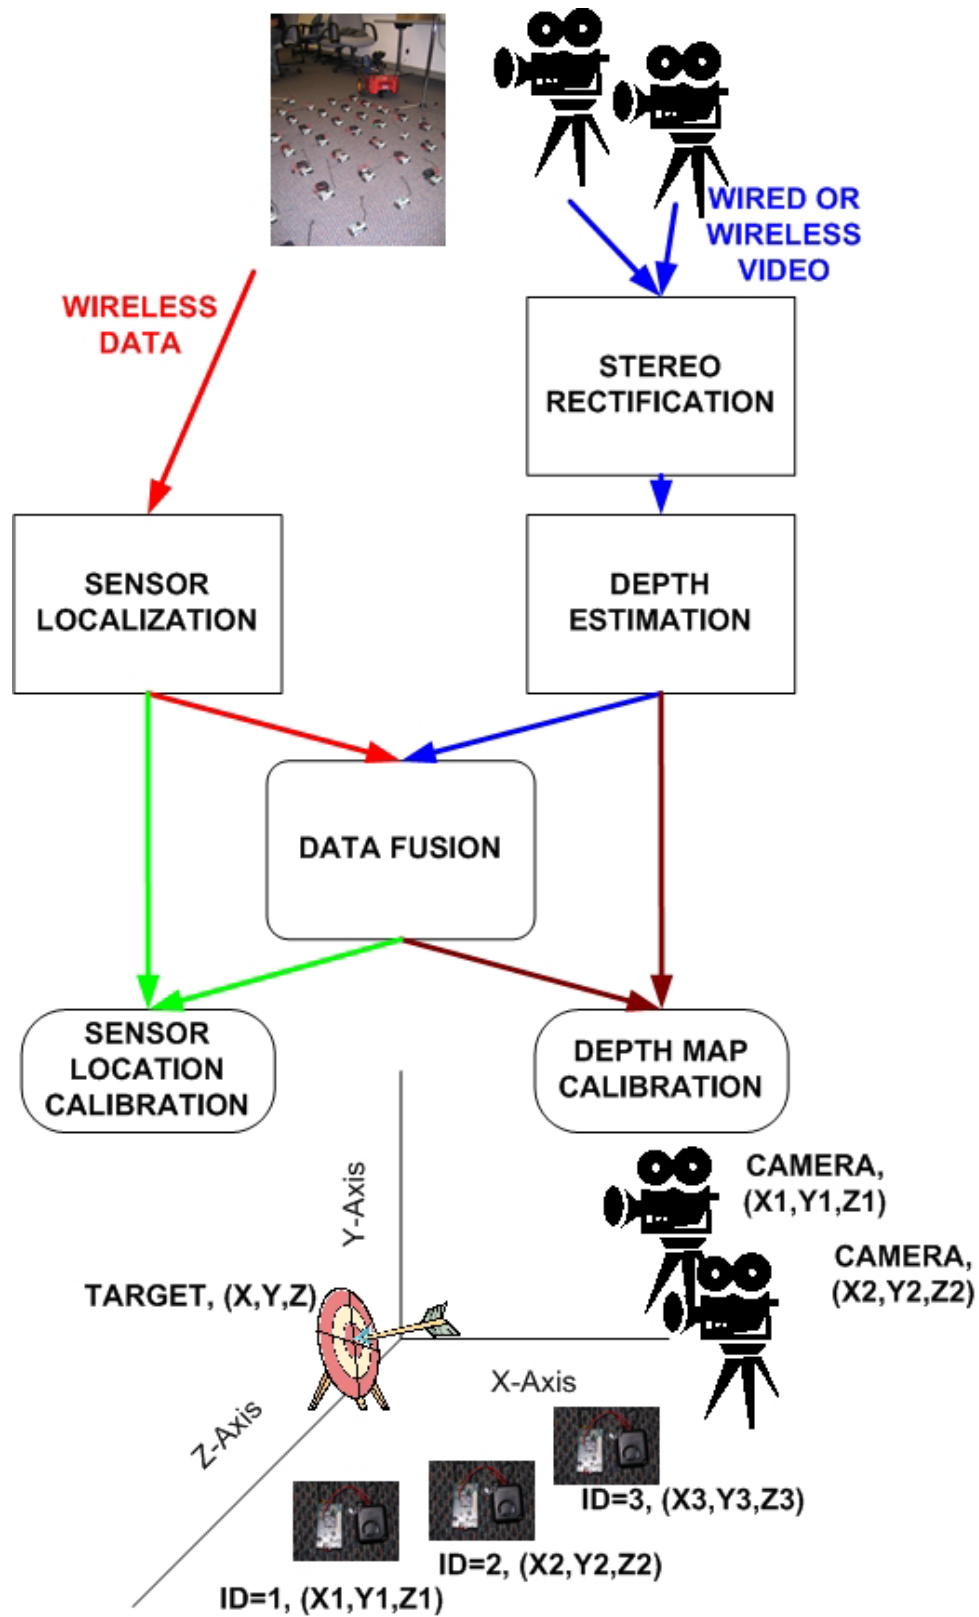 WIRED OR
WIRELESS
VIDEO
WIRELESS
DATA
STEREO
RECTIFICATION
SENSOR
LOCALIZATION
DEPTH
ESTIMATION
DATA FUSION
SENSOR
LOCATION
CALIBRATION
DEPTH MAP
CALIBRATION
CAMERA,
(X1,Y1,Z1)
CAMERA,
(X2,Y2,Z2)
Y-Axis
TARGET, (X,Y,Z)
X-Axis
Z-Axis
ID=3, (X3,Y3,Z3)
ID=2, (X2,Y2,Z2)
ID=1, (X1,Y1,Z1)